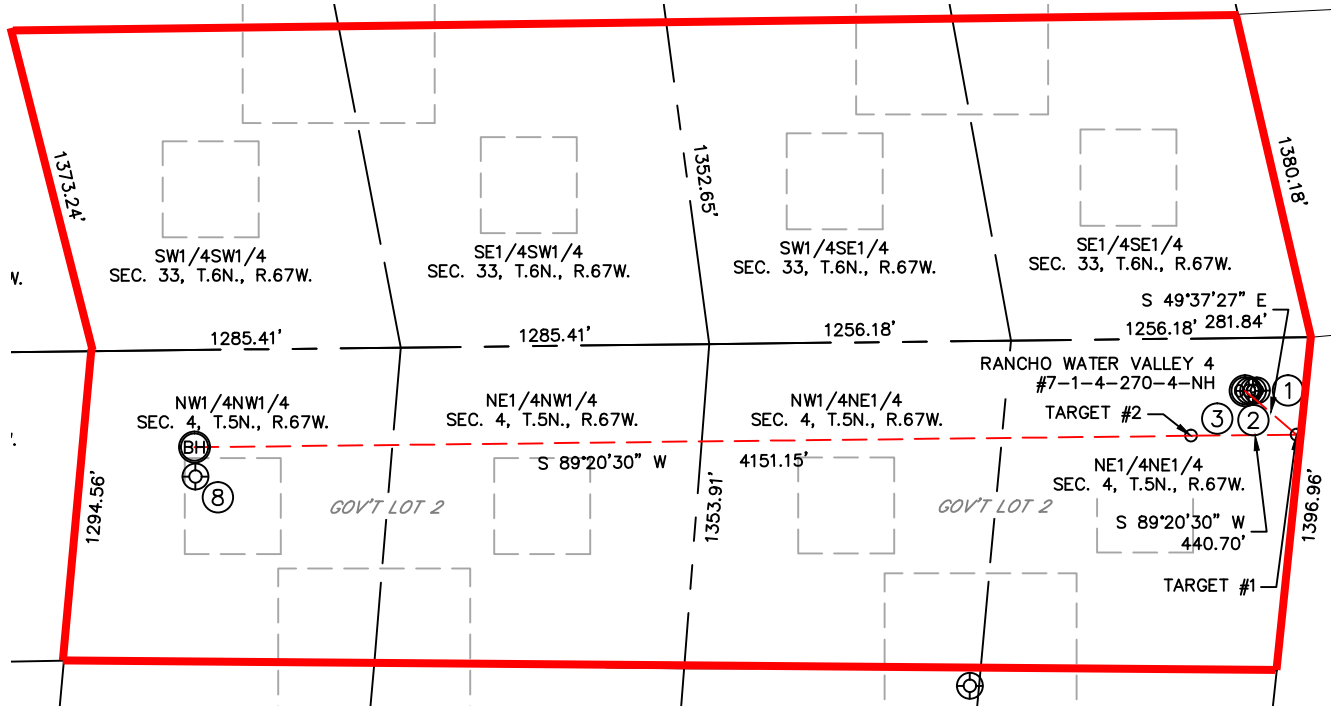 1373.24'
1352.65'
1380.18'
SW1/4SW1/4
SEC. 33, T.6N., R.67W.
SE1/4SW1/4
SEC. 33, T.6N., R.67W.
SW1/4SE1/4
SEC. 33, T.6N., R.67W.
SE1/4SE1/4
SEC. 33, T.6N., R.67W.
W.
S 49°37'27" E
281.84'
1285.41'
1285.41'
1256.18'
1256.18'
RANCHO WATER VALLEY 4
#7-1-4-270-4-NH
1
NW1/4NW1/4
SEC. 4, T.5N., R.67W.
NE1/4NW1/4
SEC. 4, T.5N., R.67W.
NW1/4NE1/4
SEC. 4, T.5N., R.67W.
TARGET #2
3
2
BH
S 89°20'30" W
4151.15'
NE1/4NE1/4
SEC. 4, T.5N., R.67W.
8
GOV'T LOT 2
GOV'T LOT 2
1294.56'
1353.91'
1396.96'
S 89°20'30" W
440.70'
TARGET #1